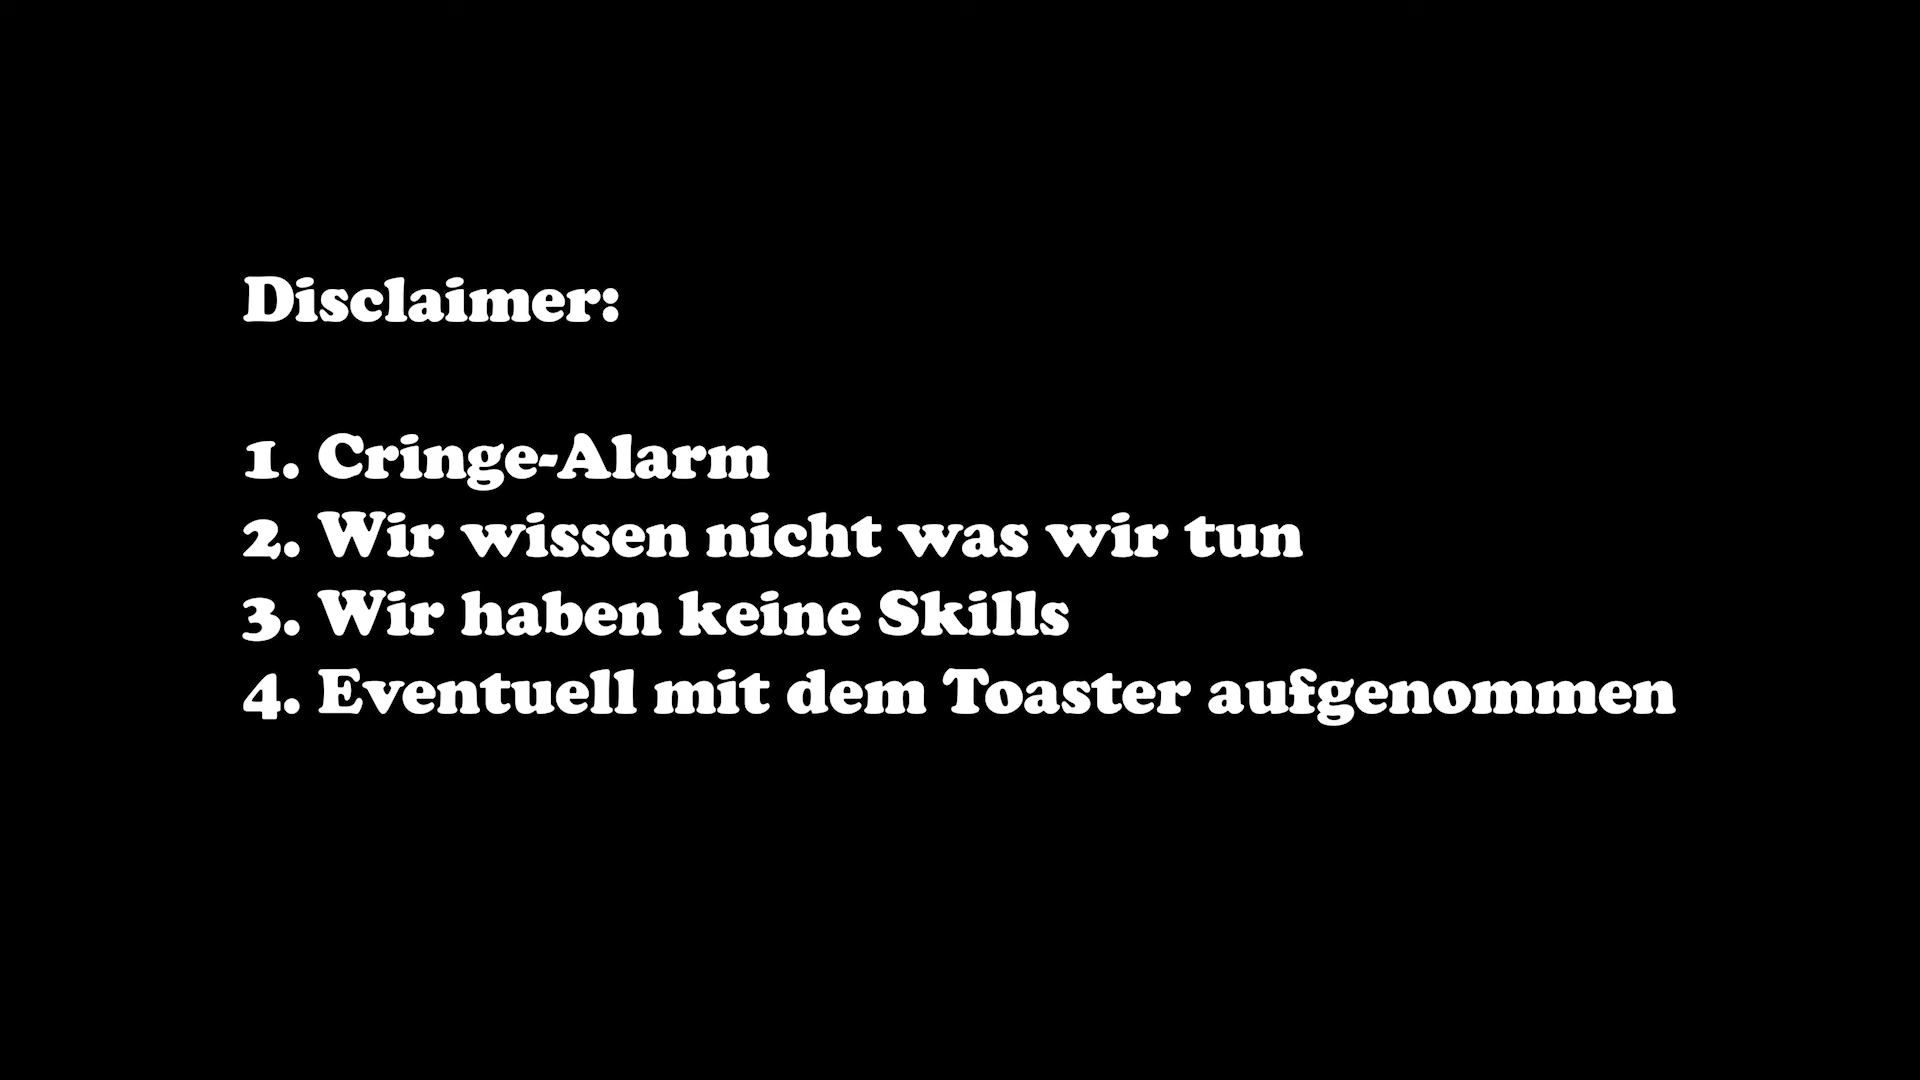 Disclaimer:
1. Cringe-Alarm
2. Wir wissen nicht was wir tun
3. Wir haben keine Skills
4. Eventuell mit dem Toaster aufgenommen